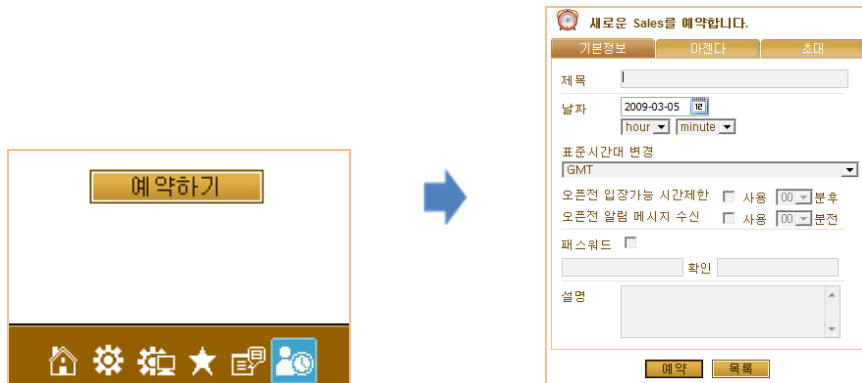 예약하기
새로운 Sales를 예약합니다.
기본정보 아젠다 초대
제목
날짜 2009-03-05 12
hour minute
표준시간대 변경
GMT
오픈전 입장가능 시간제한 사용 00 분후
오픈전 알림 메시지 수신 사용 00 분전
패스워드
확인
설명
예약 목록